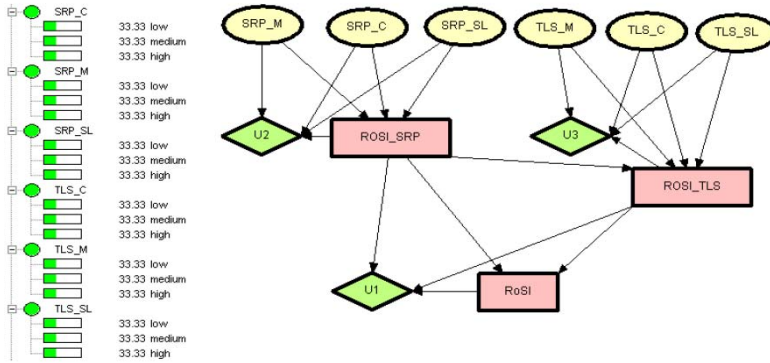 SRP_C
33.33 low
33.33 medium
33.33 high
SRP_M
33.33 low
33.33 medium
33.33 high
SRP_SL
33.33 low
33.33 medium
33.33 high
TLS_C
33.33 low
33.33 medium
33.33 high
TLS_M
33.33 low
33.33 medium
33.33 high
TLS_SL
33.33 low
33.33 medium
33.33 high
SRP_M
SRP_C
SRP_SL
TLS_M
TLS_C
TLS_SL
U2
ROSI_SRP
U3
ROSI_TLS
U1
RoSI